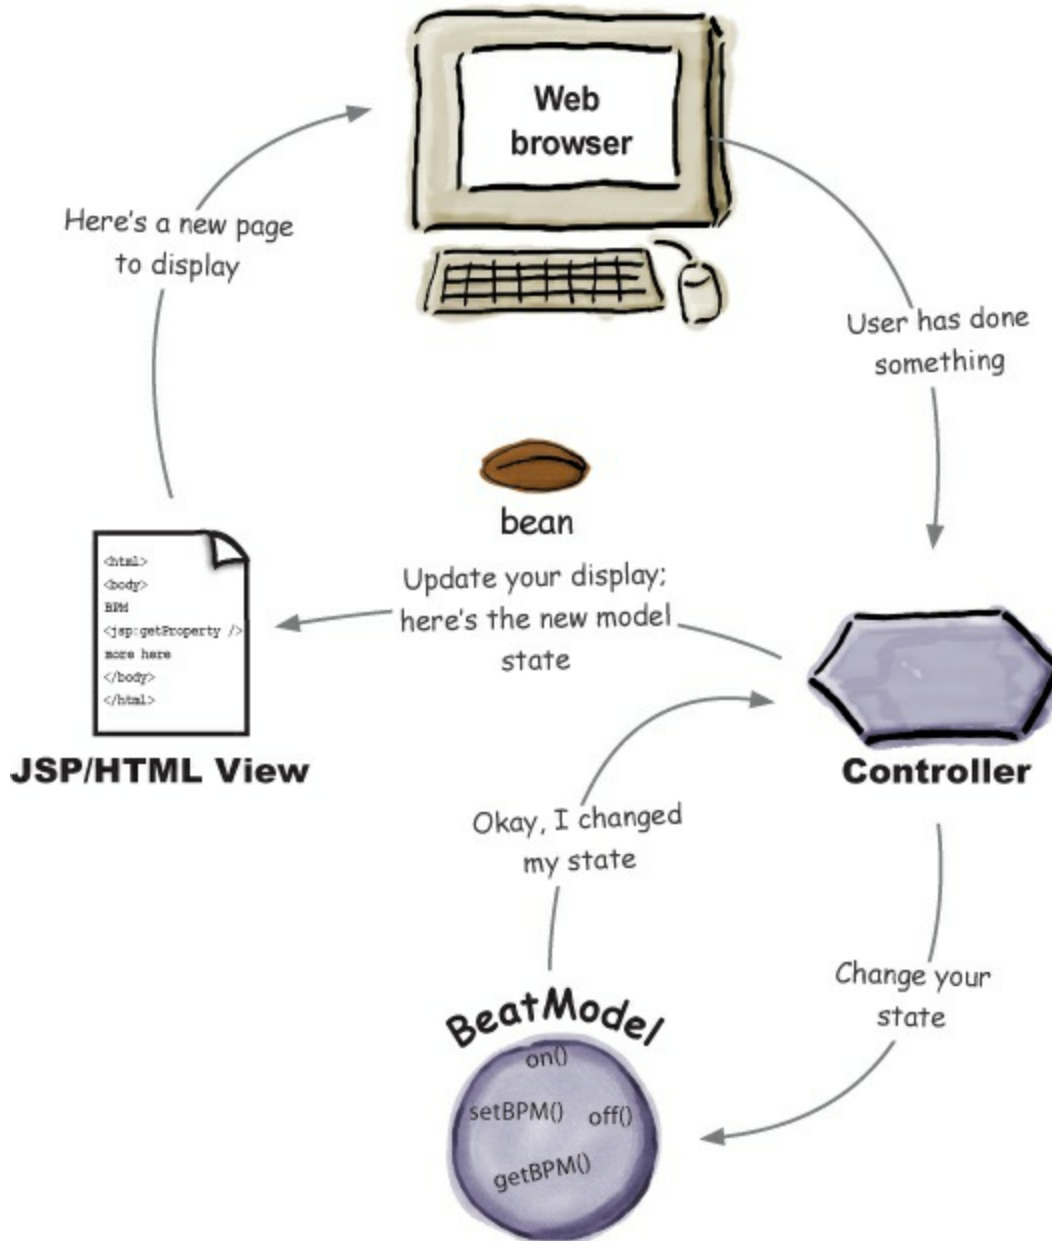 Web
browser
Here's a new page
to display
User has done
something
bean
Update your display;
here's the new model
state
<html>
<body>
BPM
<jsp:getProperty />
more here
</body>
</html>
JSP/HTML View
Controller
Okay, I changed
my state
Change your
state
BeatModel
on()
setBPM() off()
getBPM()